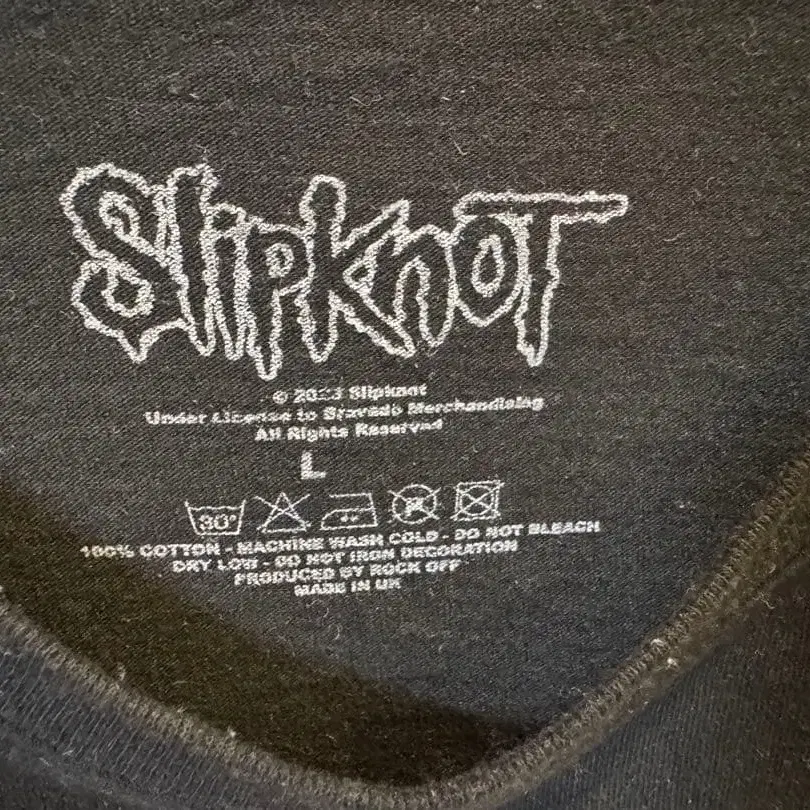 SlipknoT
© 2023 Slipknot
Under License to Bravado Merchandising
All Rights Reserved
L
30°
100% COTTON - MACHINE WASH COLD - DO NOT BLEACH
DRY LOW - DO NOT IRON DECORATION
PRODUCED BY ROCK OFF
MADE IN UK